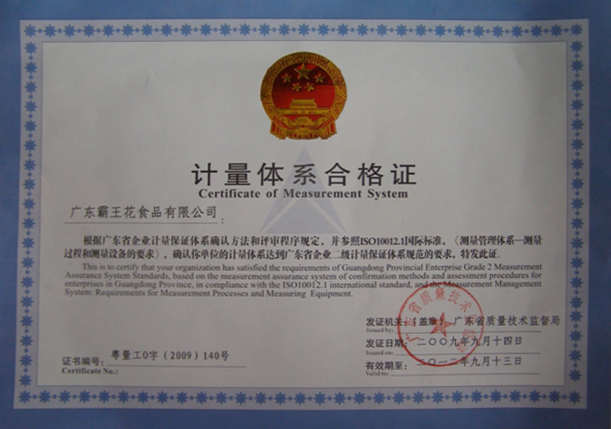 计量体系合格证
Certificate of Measurement System
广东霸王花食品有限公司:
根据广东省企业计量保证体系确认方法和评审程序规定，并参照ISO10012.1国际标准，《测量管理体系—测量
过程和测量设备的要求》，确认你单位的计量体系达到广东省企业二级计量保证体系规范的要求，特发此证。
This is to certify that your organization has satisfied the requirements of Guangdong Provincial Enterprise Grade 2 Measurement
Assurance System Standards, based on the measurement assurance system of confirmation methods and assessment procedures for
enterprises in Guangdong Province, in compliance with the ISO10012.1 international standard, and the Measurement Management
System: Requirements for Measurement Processes and Measuring Equipment.
发证机关:（盖章）广东省质量技术监督局
Issued by:
发证日期: 二00九年九月十四日
Issued on
有效期至: 二0一二年九月十三日
Valid to
证书编号: 粤量工O字（2009）140号
Certificate No.: